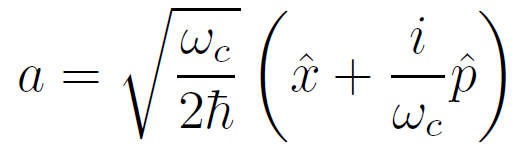 a = \sqrt{\frac{\omega_c}{2\hbar}} \left( \hat{x} + \frac{i}{\omega_c} \hat{p} \right)